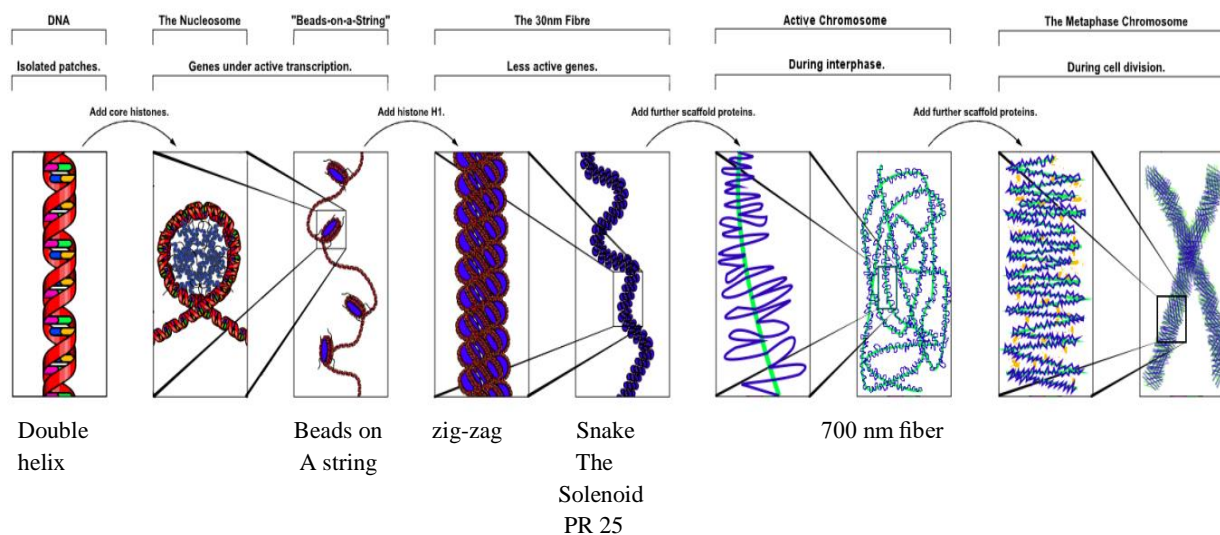 DNA
The Nucleosome
"Beads-on-a-String"
The 30nm Fibre
Active Chromosome
The Metaphase Chromosome
Isolated patches.
Genes under active transcription.
Less active genes.
During interphase.
During cell division.
Add core histones.
Add histone H1.
Add further scaffold proteins.
Add further scaffold proteins.
Double
helix
Beads on
A string
zig-zag
Snake
The
Solenoid
PR 25
700 nm fiber